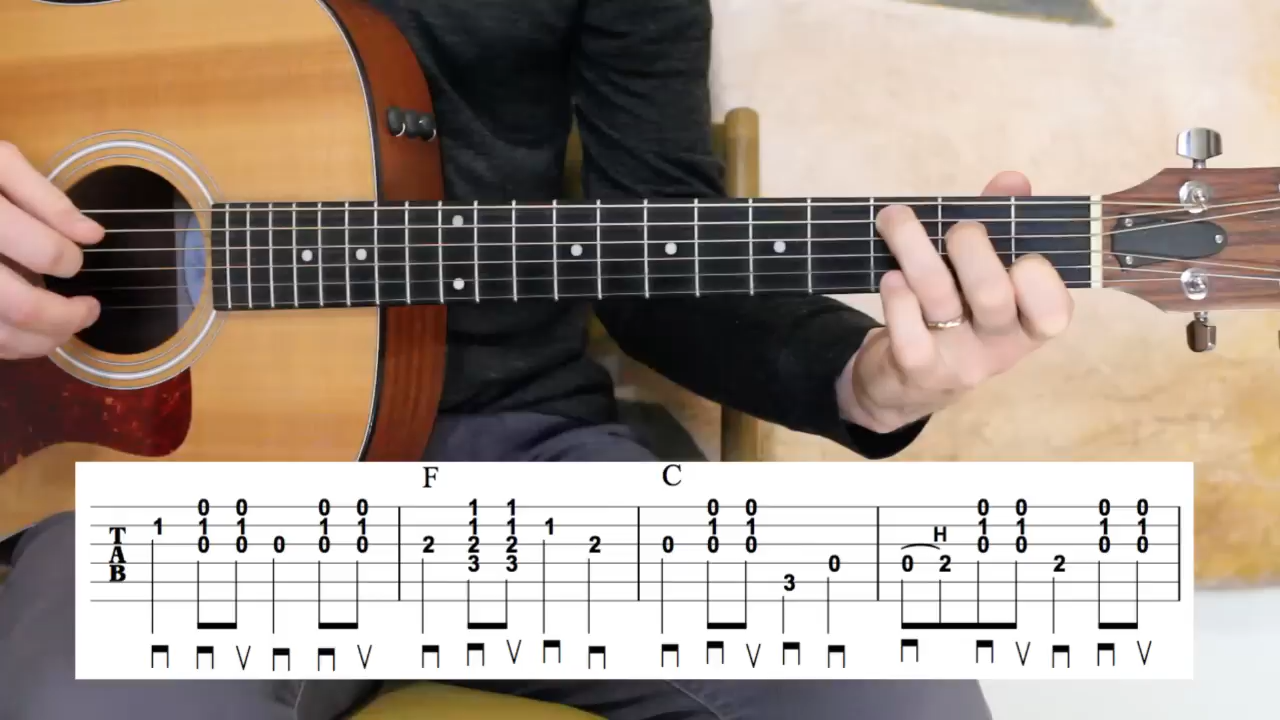 F C
0 0 0 0 1 1 0 0 0 0 0 0
1 1 1 1 1 1 1 1 1 1 H 1 1 1 1
T 0 0 0 0 0 2 2 2 2 0 0 0 0 0 0 0
A 3 3 0 0 2 2
B 3